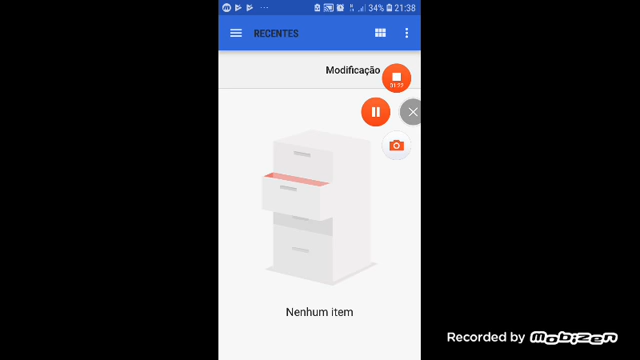 34% 21:38
RECENTES
Modificação
Nenhum item
Recorded by Mobizen